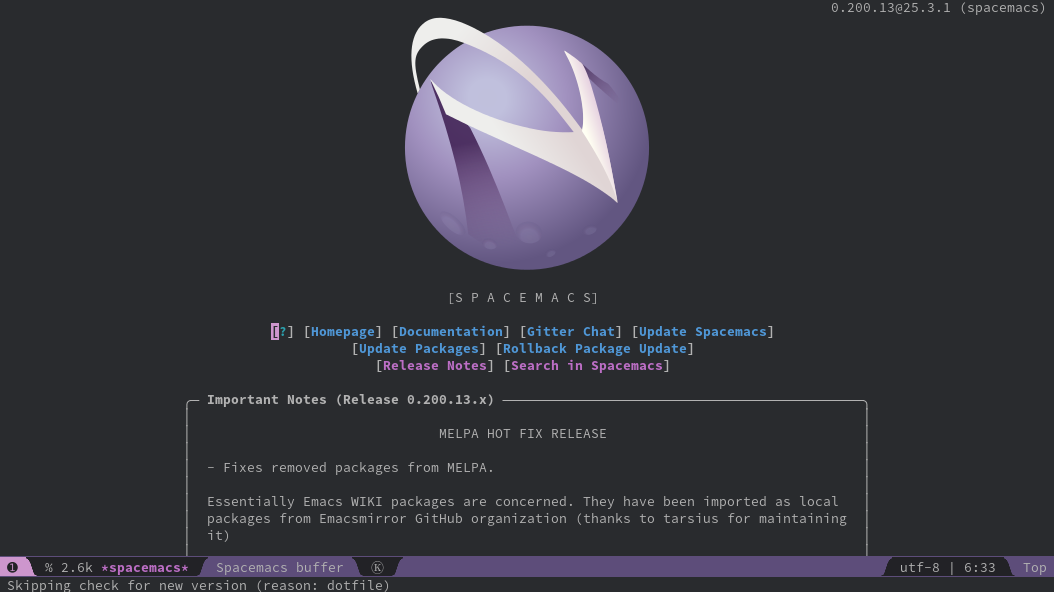 0.200.13@25.3.1 (spacemacs)
[S P A C E M A C S]
[?] [Homepage] [Documentation] [Gitter Chat] [Update Spacemacs]
[Update Packages] [Rollback Package Update]
[Release Notes] [Search in Spacemacs]
Important Notes (Release 0.200.13.x)
MELPA HOT FIX RELEASE
- Fixes removed packages from MELPA.
Essentially Emacs WIKI packages are concerned. They have been imported as local
packages from Emacsmirror GitHub organization (thanks to tarsius for maintaining
it)
❶ % 2.6k *spacemacs* Spacemacs buffer Ⓚ utf-8 | 6:33 Top
Skipping check for new version (reason: dotfile)